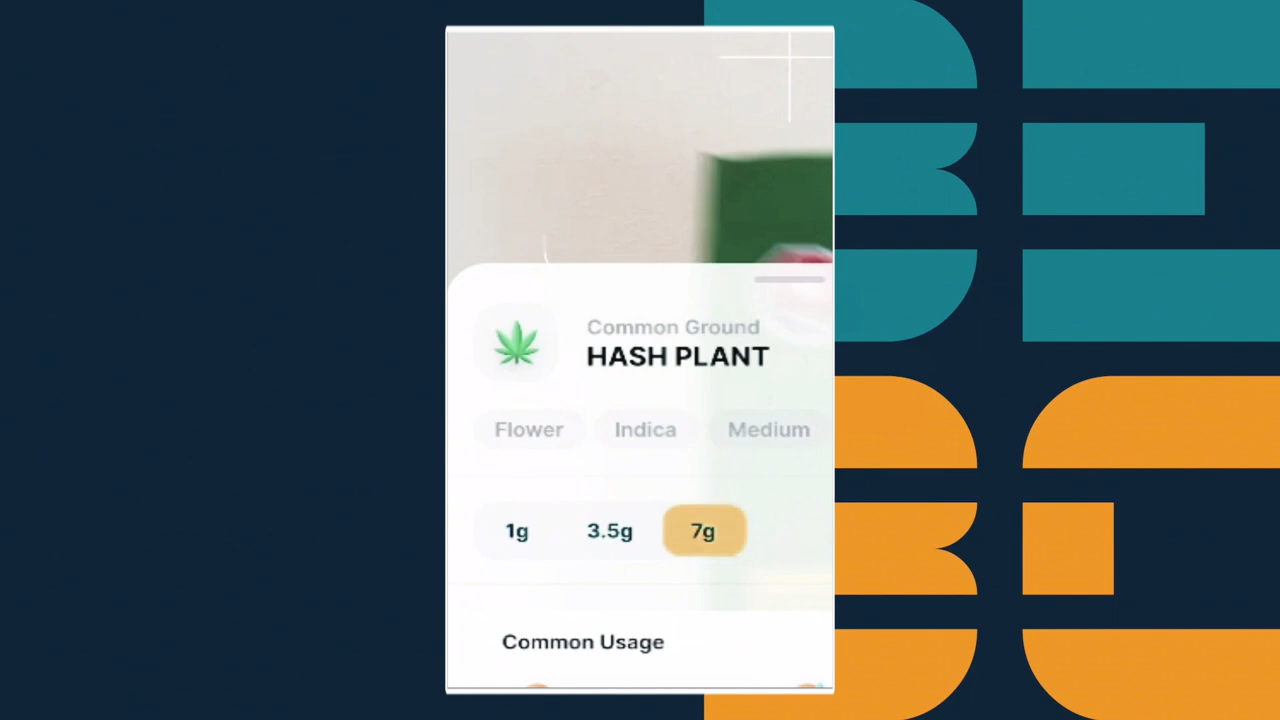 Common Ground
HASH PLANT
Flower Indica Medium
1g 3.5g 7g
Common Usage